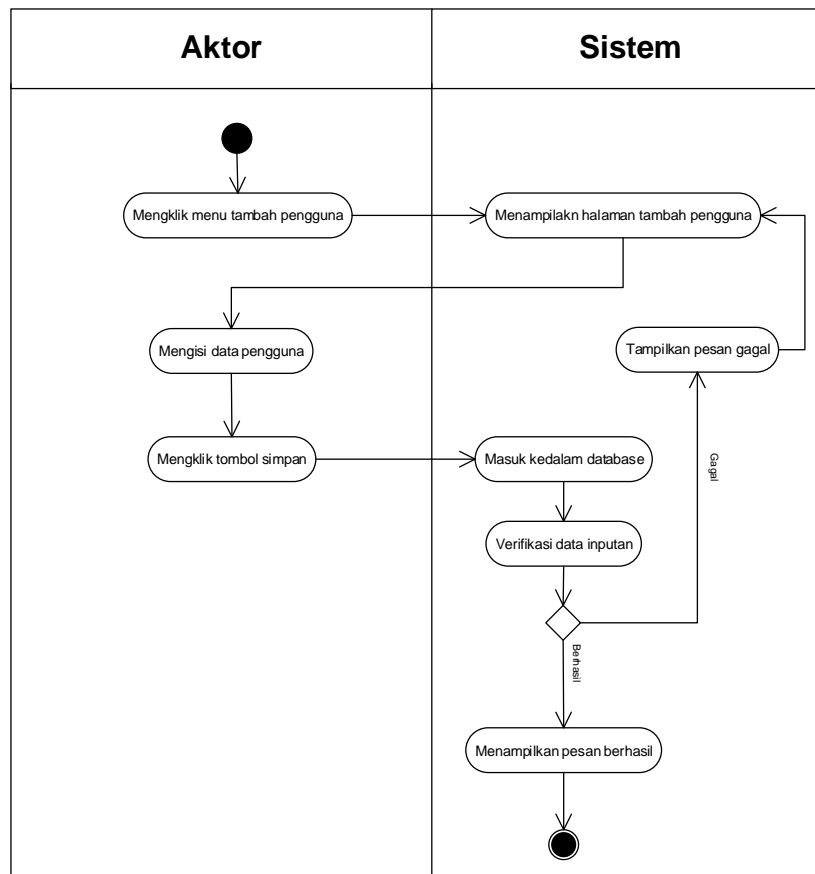 Aktor
Sistem
Mengklik menu tambah pengguna
Menampilakn halaman tambah pengguna
Mengisi data pengguna
Tampilkan pesan gagal
Mengklik tombol simpan
Masuk kedalam database
Gagal
Verifikasi data inputan
Berhasil
Menampilkan pesan berhasil